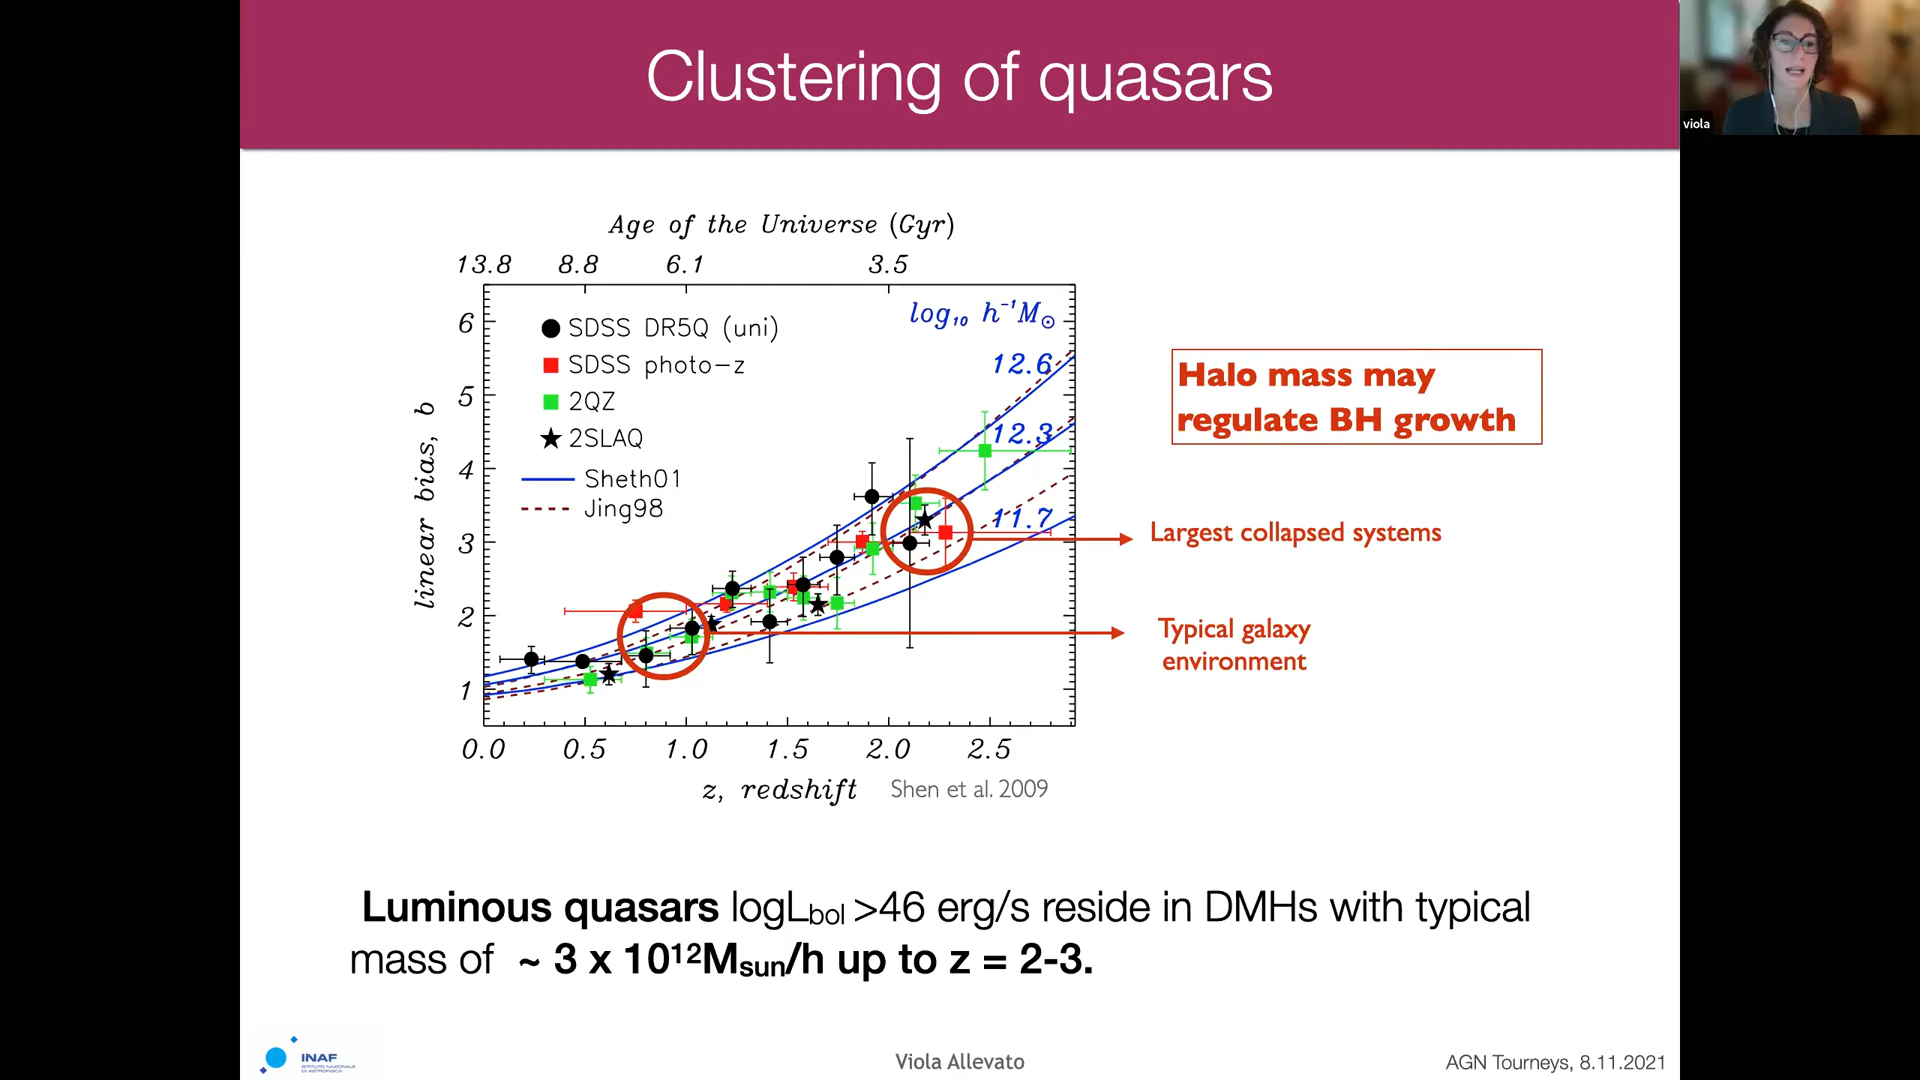 Clustering of quasars
viola
Age of the Universe (Gyr)
13.8 8.8 6.1 3.5
log₁₀ h⁻¹M☉
SDSS DR5Q (uni)
SDSS photo-z
2QZ
2SLAQ
Sheth01
Jing98
12.6
12.3
11.7
linear bias, b
6
5
4
3
2
1
0.0 0.5 1.0 1.5 2.0 2.5
z, redshift
Shen et al. 2009
Halo mass may
regulate BH growth
Largest collapsed systems
Typical galaxy
environment
Luminous quasars logLbol >46 erg/s reside in DMHs with typical
mass of ~ 3 x 10¹²Msun/h up to z = 2-3.
INAF
ISTITUTO NAZIONALE
DI ASTROFISICA
Viola Allevato
AGN Tourneys, 8.11.2021